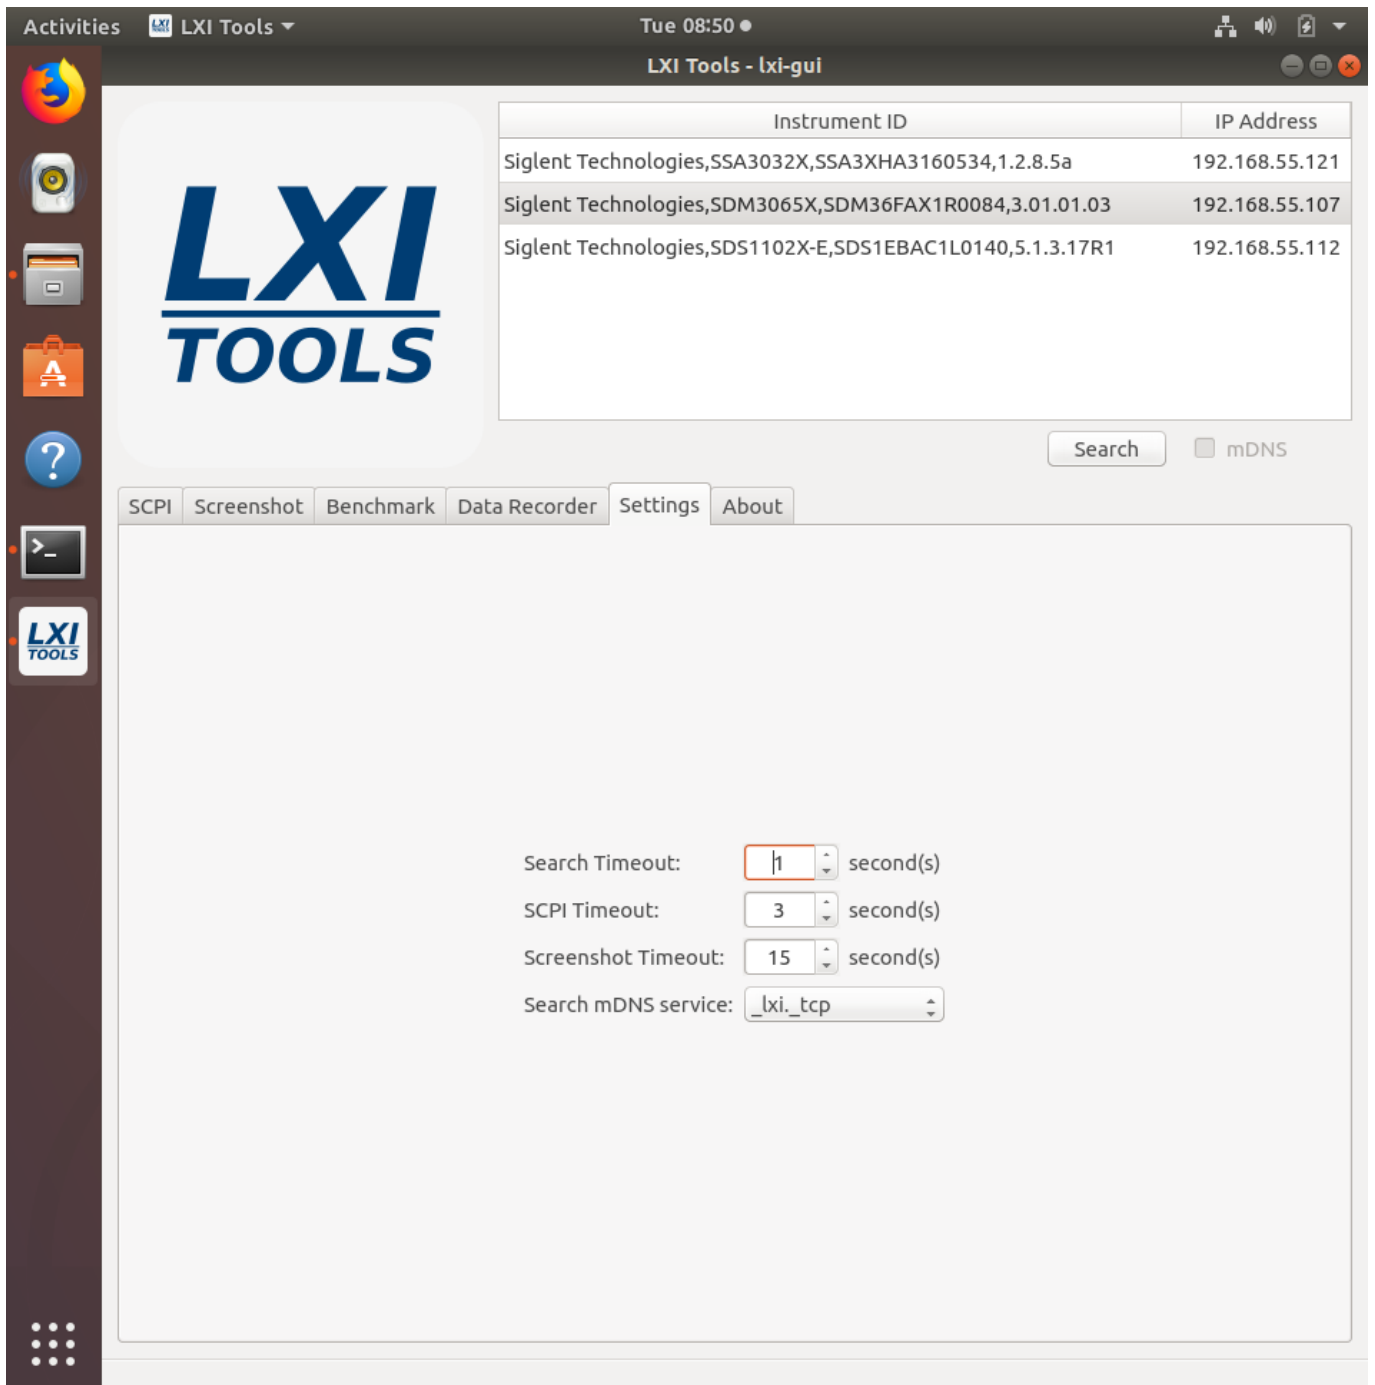 Activities LXI Tools Tue 08:50
LXI Tools - lxi-gui
LXI
TOOLS
Instrument ID IP Address
Siglent Technologies,SSA3032X,SSA3XHA3160534,1.2.8.5a 192.168.55.121
Siglent Technologies,SDM3065X,SDM36FAX1R0084,3.01.01.03 192.168.55.107
Siglent Technologies,SDS1102X-E,SDS1EBAC1L0140,5.1.3.17R1 192.168.55.112
Search mDNS
SCPI Screenshot Benchmark Data Recorder Settings About
LXI
TOOLS
Search Timeout: 1 second(s)
SCPI Timeout: 3 second(s)
Screenshot Timeout: 15 second(s)
Search mDNS service: _lxi._tcp